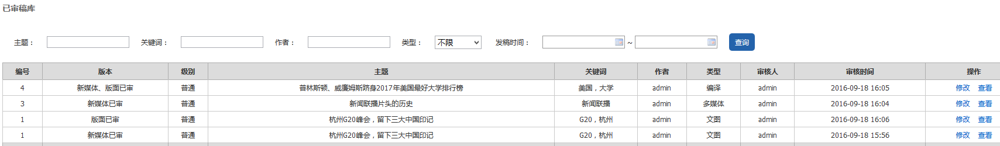 已审稿库
主题： 关键词： 作者： 类型： 不限 发稿时间： ~ 查询
编号 版本 级别 主题 关键词 作者 类型 审核人 审核时间 操作
4 新媒体、版面已审 普通 普林斯顿、威廉姆斯跻身2017年美国最好大学排行榜 美国，大学 admin 编译 admin 2016-09-18 16:05 修改 查看
3 新媒体已审 普通 新闻联播片头的历史 新闻联播 admin 多媒体 admin 2016-09-18 16:04 修改 查看
1 版面已审 普通 杭州G20峰会，留下三大中国印记 G20，杭州 admin 文图 admin 2016-09-18 16:06 修改 查看
1 新媒体已审 普通 杭州G20峰会，留下三大中国印记 G20，杭州 admin 文图 admin 2016-09-18 15:56 修改 查看